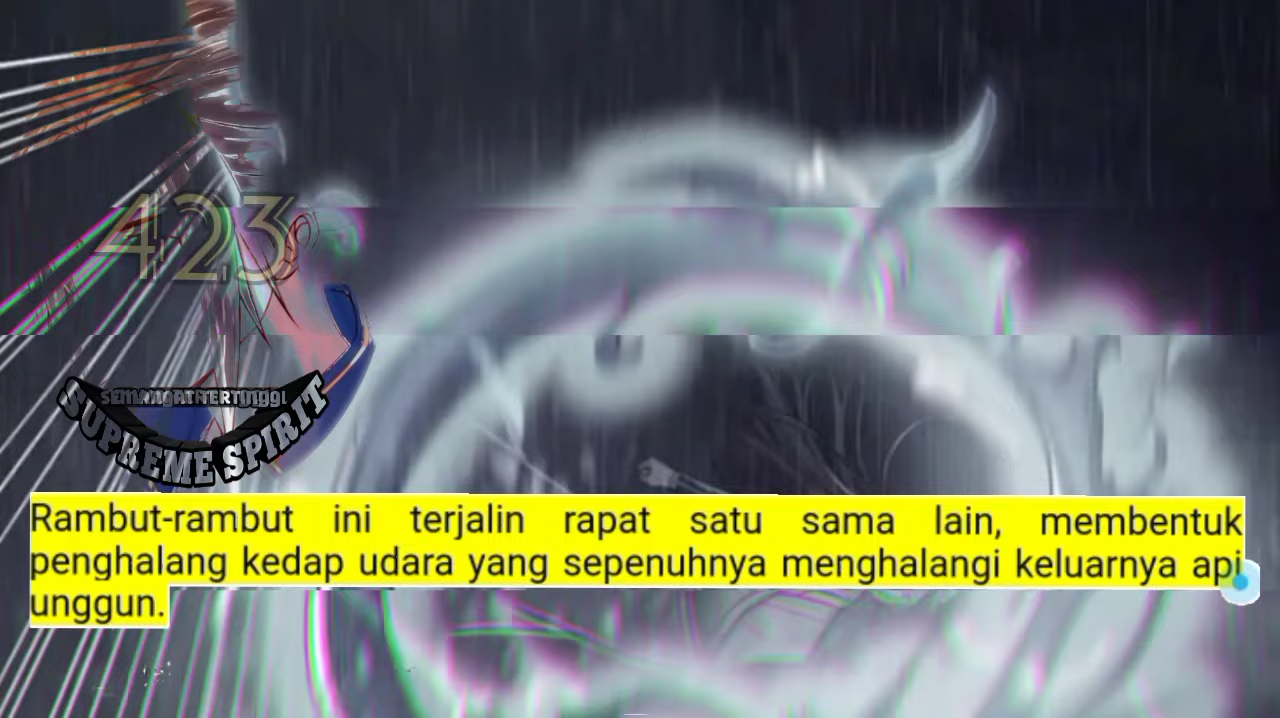 423
SEMANGAT TERTINGGI
SUPREME SPIRIT
Rambut-rambut ini terjalin rapat satu sama lain, membentuk
penghalang kedap udara yang sepenuhnya menghalangi keluarnya api
unggun.